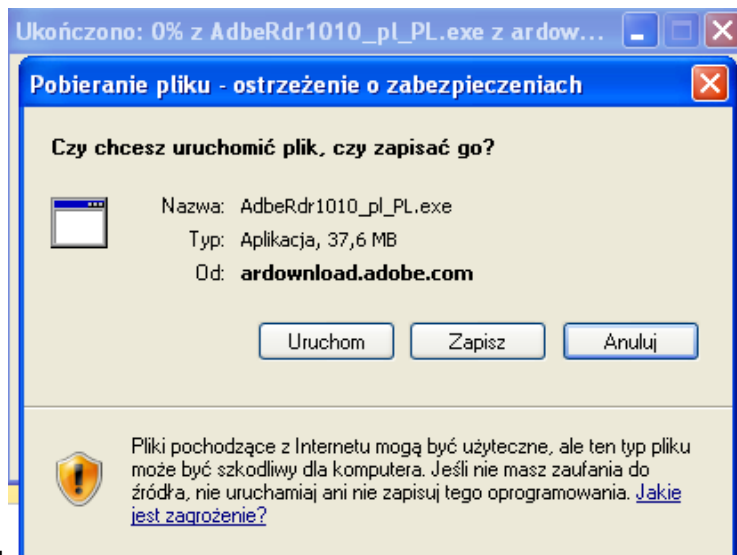 Ukończono: 0% z AdbeRdr1010_pl_PL.exe z ardow...
Pobieranie pliku - ostrzeżenie o zabezpieczeniach
Czy chcesz uruchomić plik, czy zapisać go?
Nazwa: AdbeRdr1010_pl_PL.exe
Typ: Aplikacja, 37,6 MB
Od: ardownload.adobe.com
Uruchom Zapisz Anuluj
Pliki pochodzące z Internetu mogą być użyteczne, ale ten typ pliku
może być szkodliwy dla komputera. Jeśli nie masz zaufania do
źródła, nie uruchamiaj ani nie zapisuj tego oprogramowania. Jakie
jest zagrożenie?